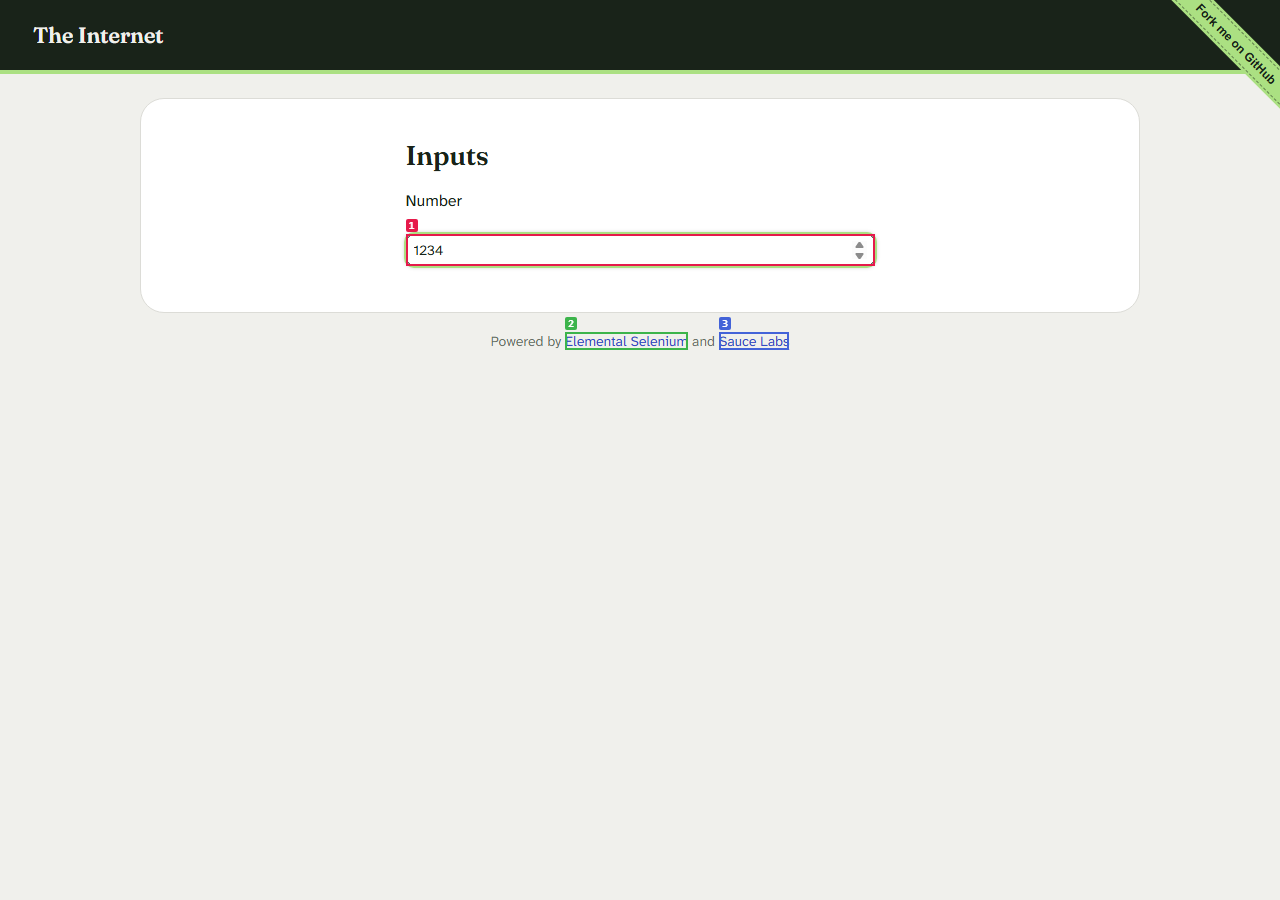 The Internet
Fork me on GitHub
Inputs
Number
1
1234
2
3
Powered by Elemental Selenium and Sauce Labs